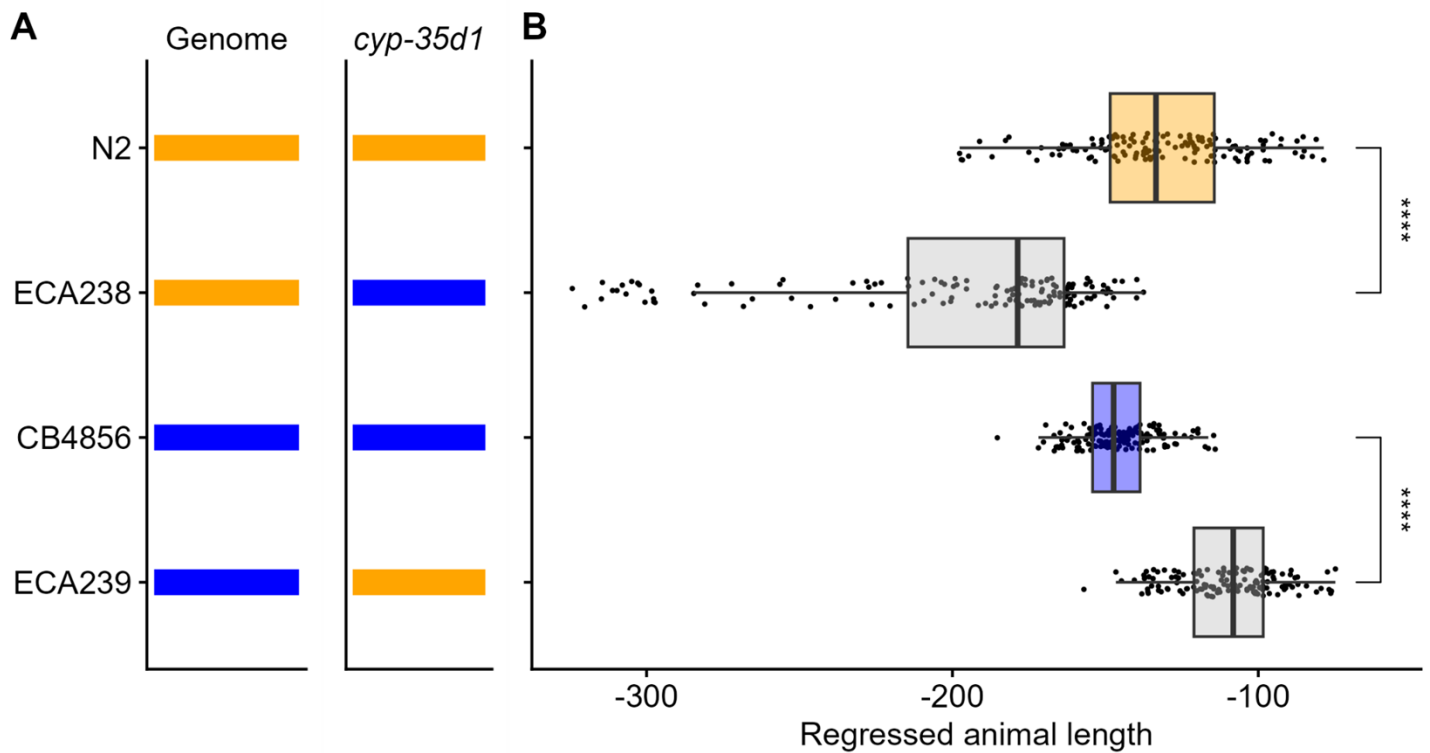 A
Genome
cyp-35d1
B
N2
ECA238
CB4856
ECA239
****
****
-300
-200
-100
Regressed animal length